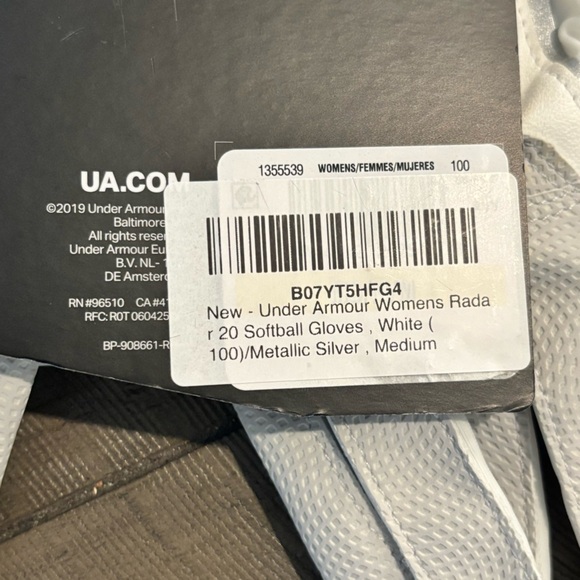 UA.COM
©2019 Under Armour
Baltimore
All rights reser
Under Armour Eu
B.V. NL-
DE Amsterd
RN #96510 CA #41
RFC: R0T 060425
BP-908661-R
1355539 WOMENS/FEMMES/MUJERES 100
B07YT5HFG4
New - Under Armour Womens Rada
r 20 Softball Gloves , White (
100)/Metallic Silver , Medium